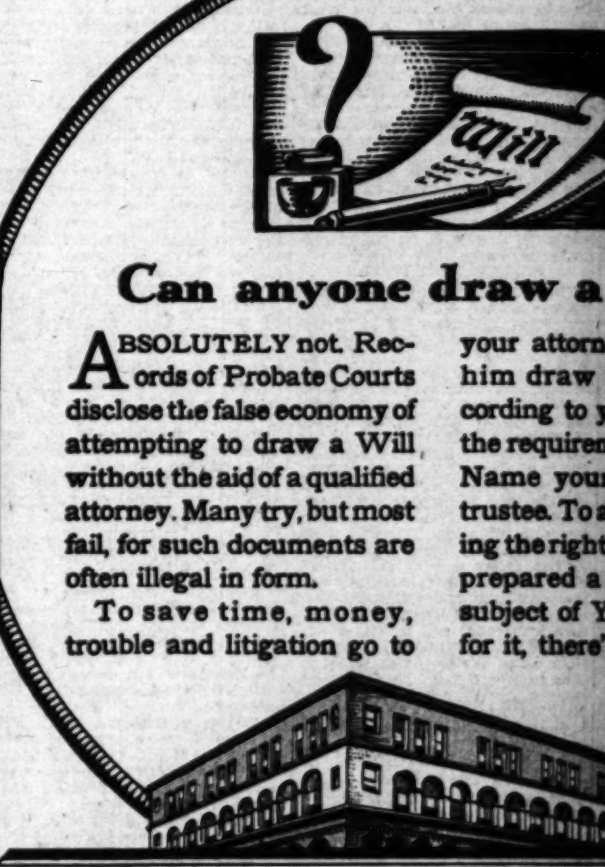 ?
Will
Can anyone draw a
ABSOLUTELY not. Rec-
ords of Probate Courts
disclose the false economy of
attempting to draw a Will
without the aid of a qualified
attorney. Many try, but most
fail, for such documents are
often illegal in form.
To save time, money,
trouble and litigation go to
your attorn
him draw
cording to y
the requirem
Name your
trustee. To a
ing the right
prepared a
subject of Y
for it, there'